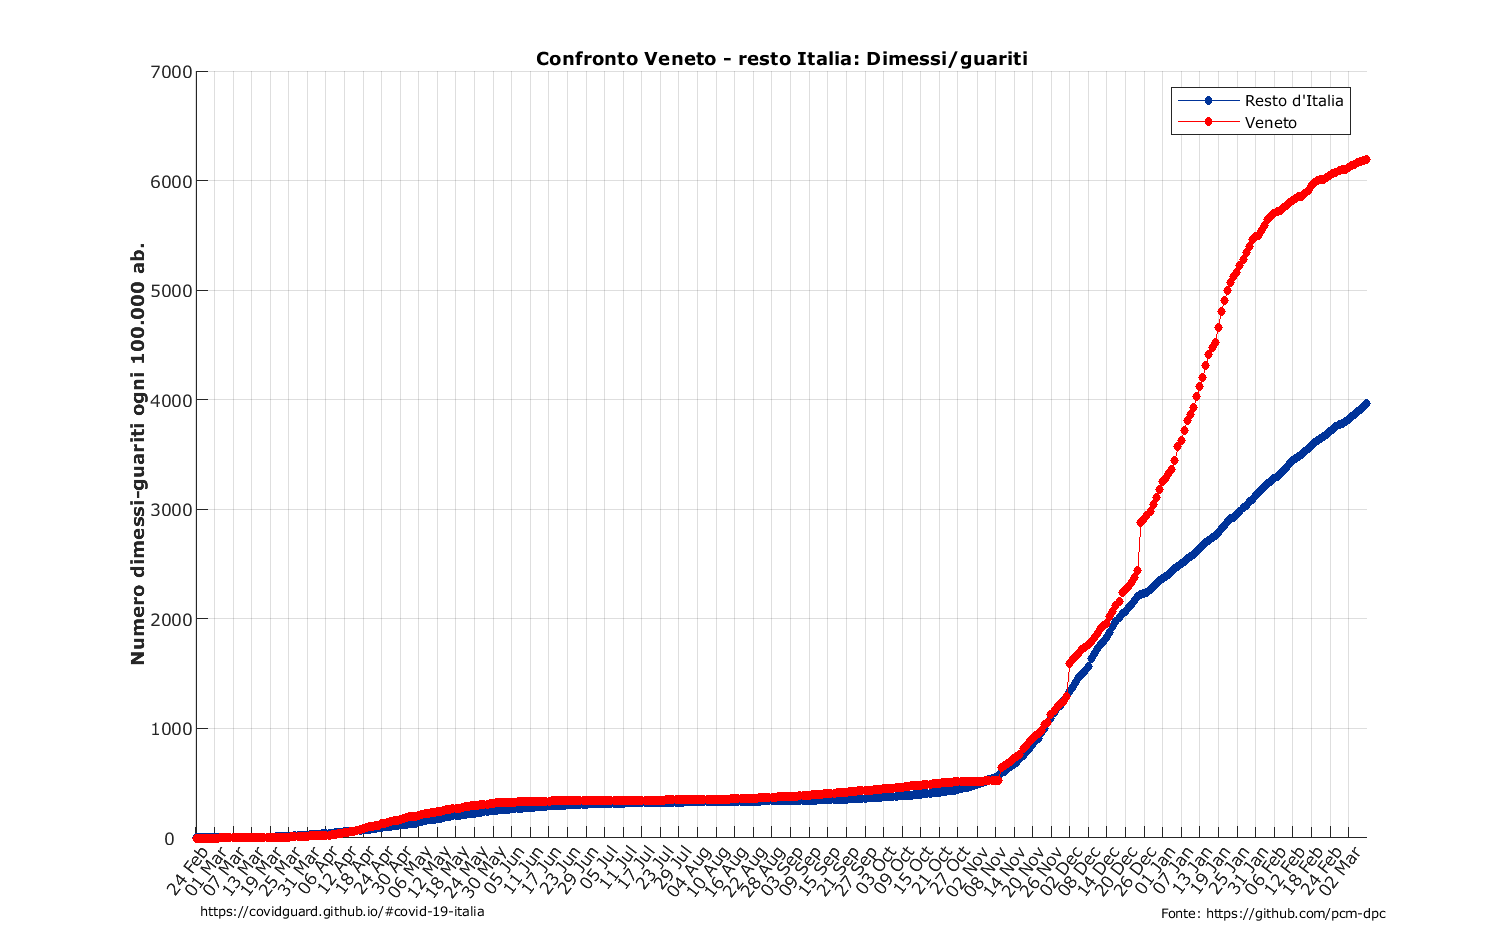 Confronto Veneto - resto Italia: Dimessi/guariti
Resto d'Italia
Veneto
Numero dimessi-guariti ogni 100.000 ab.
7000
6000
5000
4000
3000
2000
1000
0
24 Feb
01 Mar
07 Mar
13 Mar
19 Mar
25 Mar
31 Mar
06 Apr
12 Apr
18 Apr
24 Apr
30 Apr
06 May
12 May
18 May
24 May
30 May
05 Jun
11 Jun
17 Jun
23 Jun
29 Jun
05 Jul
11 Jul
17 Jul
23 Jul
29 Jul
04 Aug
10 Aug
16 Aug
22 Aug
28 Aug
03 Sep
09 Sep
15 Sep
21 Sep
27 Sep
03 Oct
09 Oct
15 Oct
21 Oct
27 Oct
02 Nov
08 Nov
14 Nov
20 Nov
26 Nov
02 Dec
08 Dec
14 Dec
20 Dec
26 Dec
01 Jan
07 Jan
13 Jan
19 Jan
25 Jan
31 Jan
06 Feb
12 Feb
18 Feb
24 Feb
02 Mar
https://covidguard.github.io/#covid-19-italia
Fonte: https://github.com/pcm-dpc